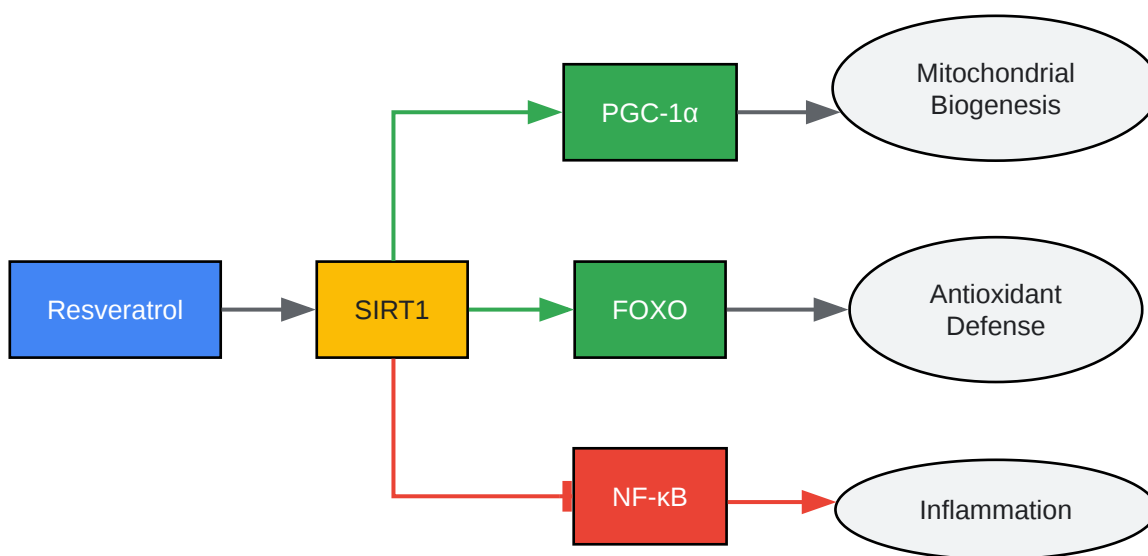 Mitochondrial
Biogenesis
PGC-1α
Resveratrol
SIRT1
FOXO
Antioxidant
Defense
NF-κB
Inflammation